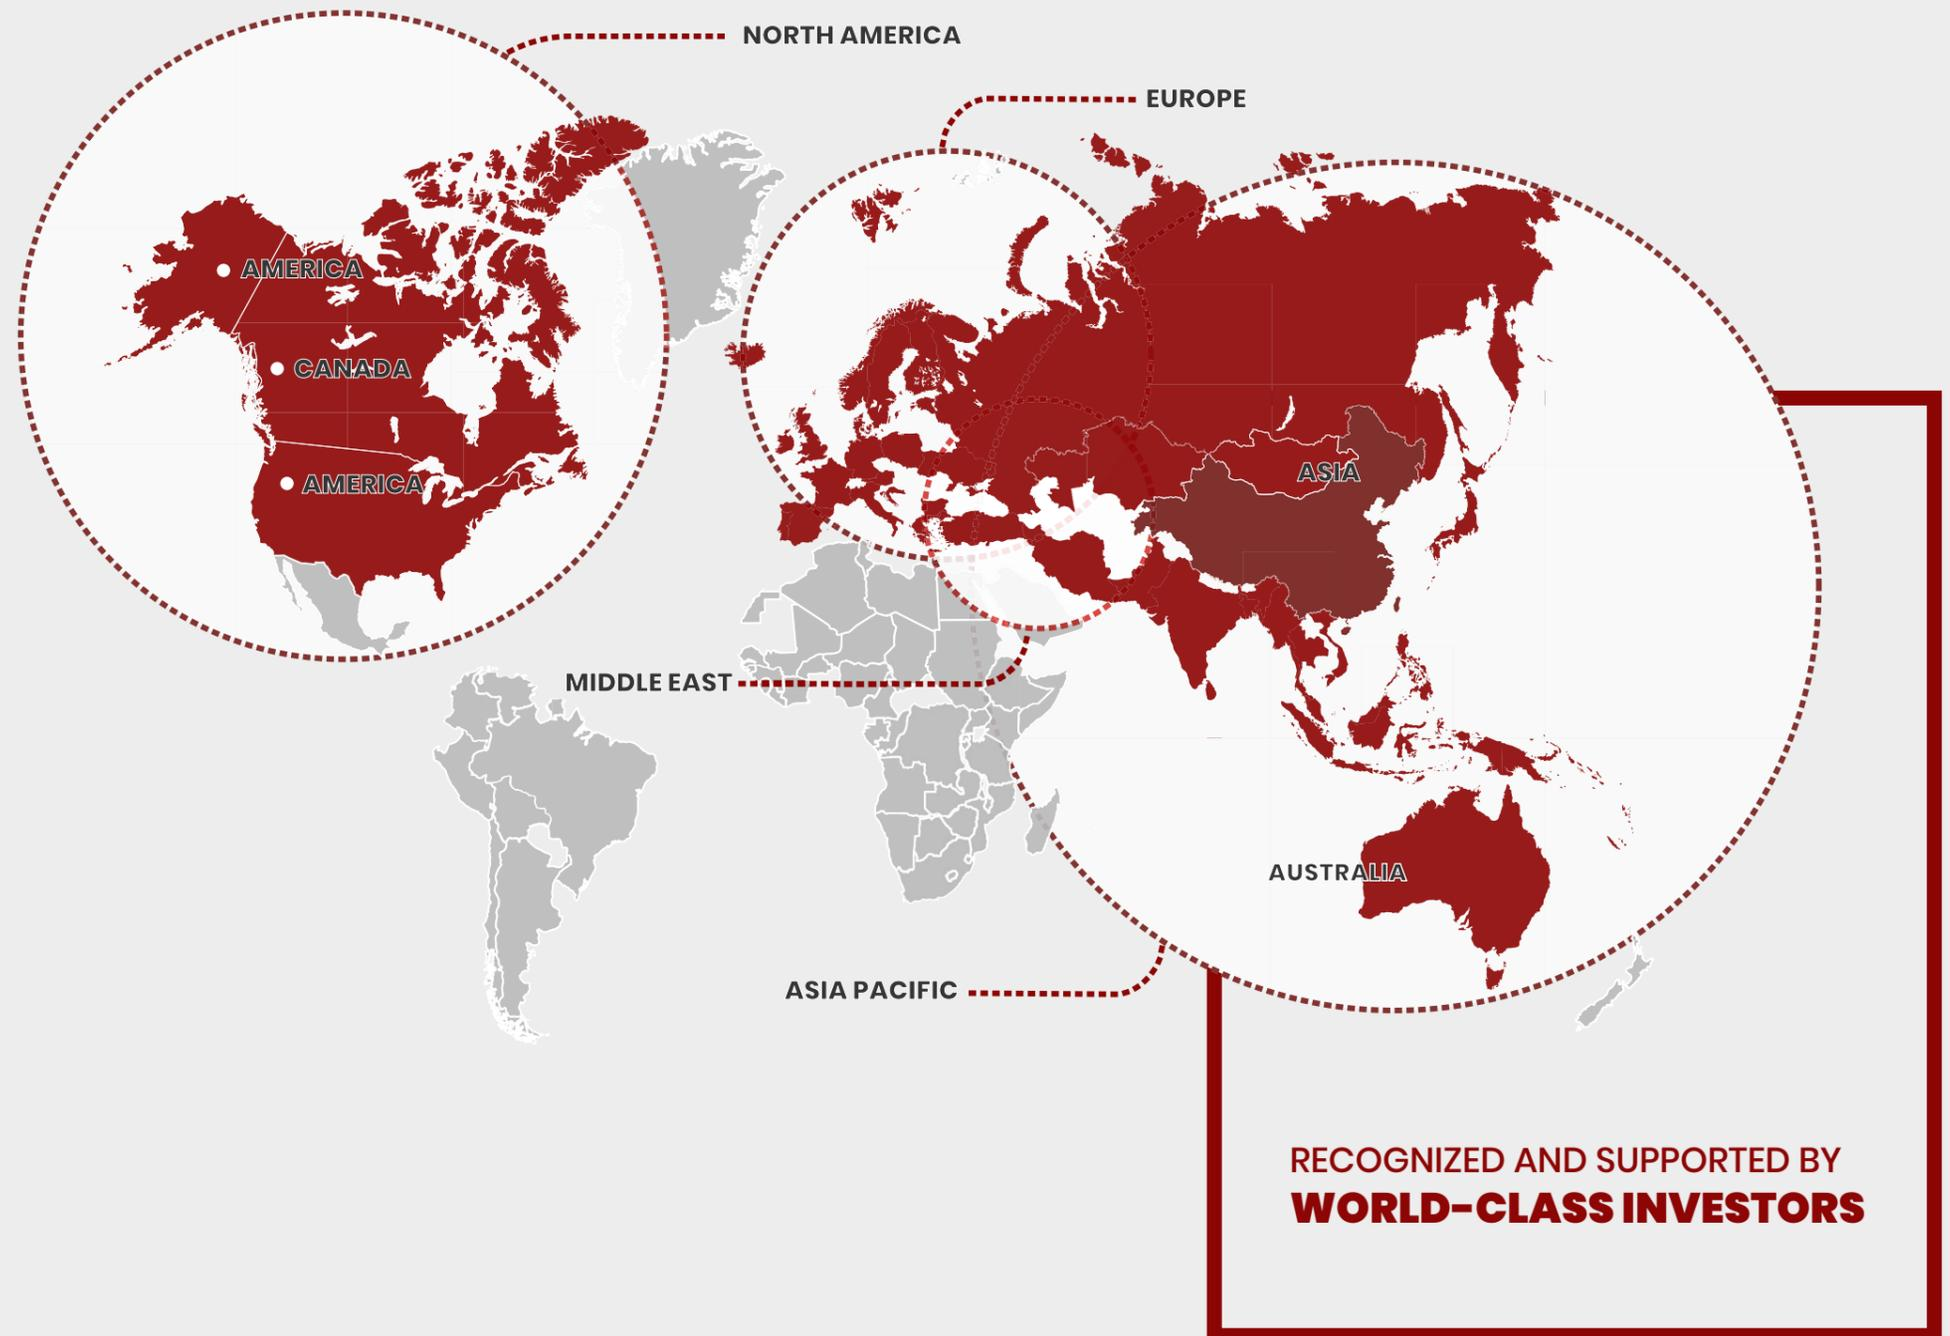 NORTH AMERICA
EUROPE
AMERICA
CANADA
AMERICA
ASIA
MIDDLE EAST
AUSTRALIA
ASIA PACIFIC
RECOGNIZED AND SUPPORTED BY
WORLD-CLASS INVESTORS